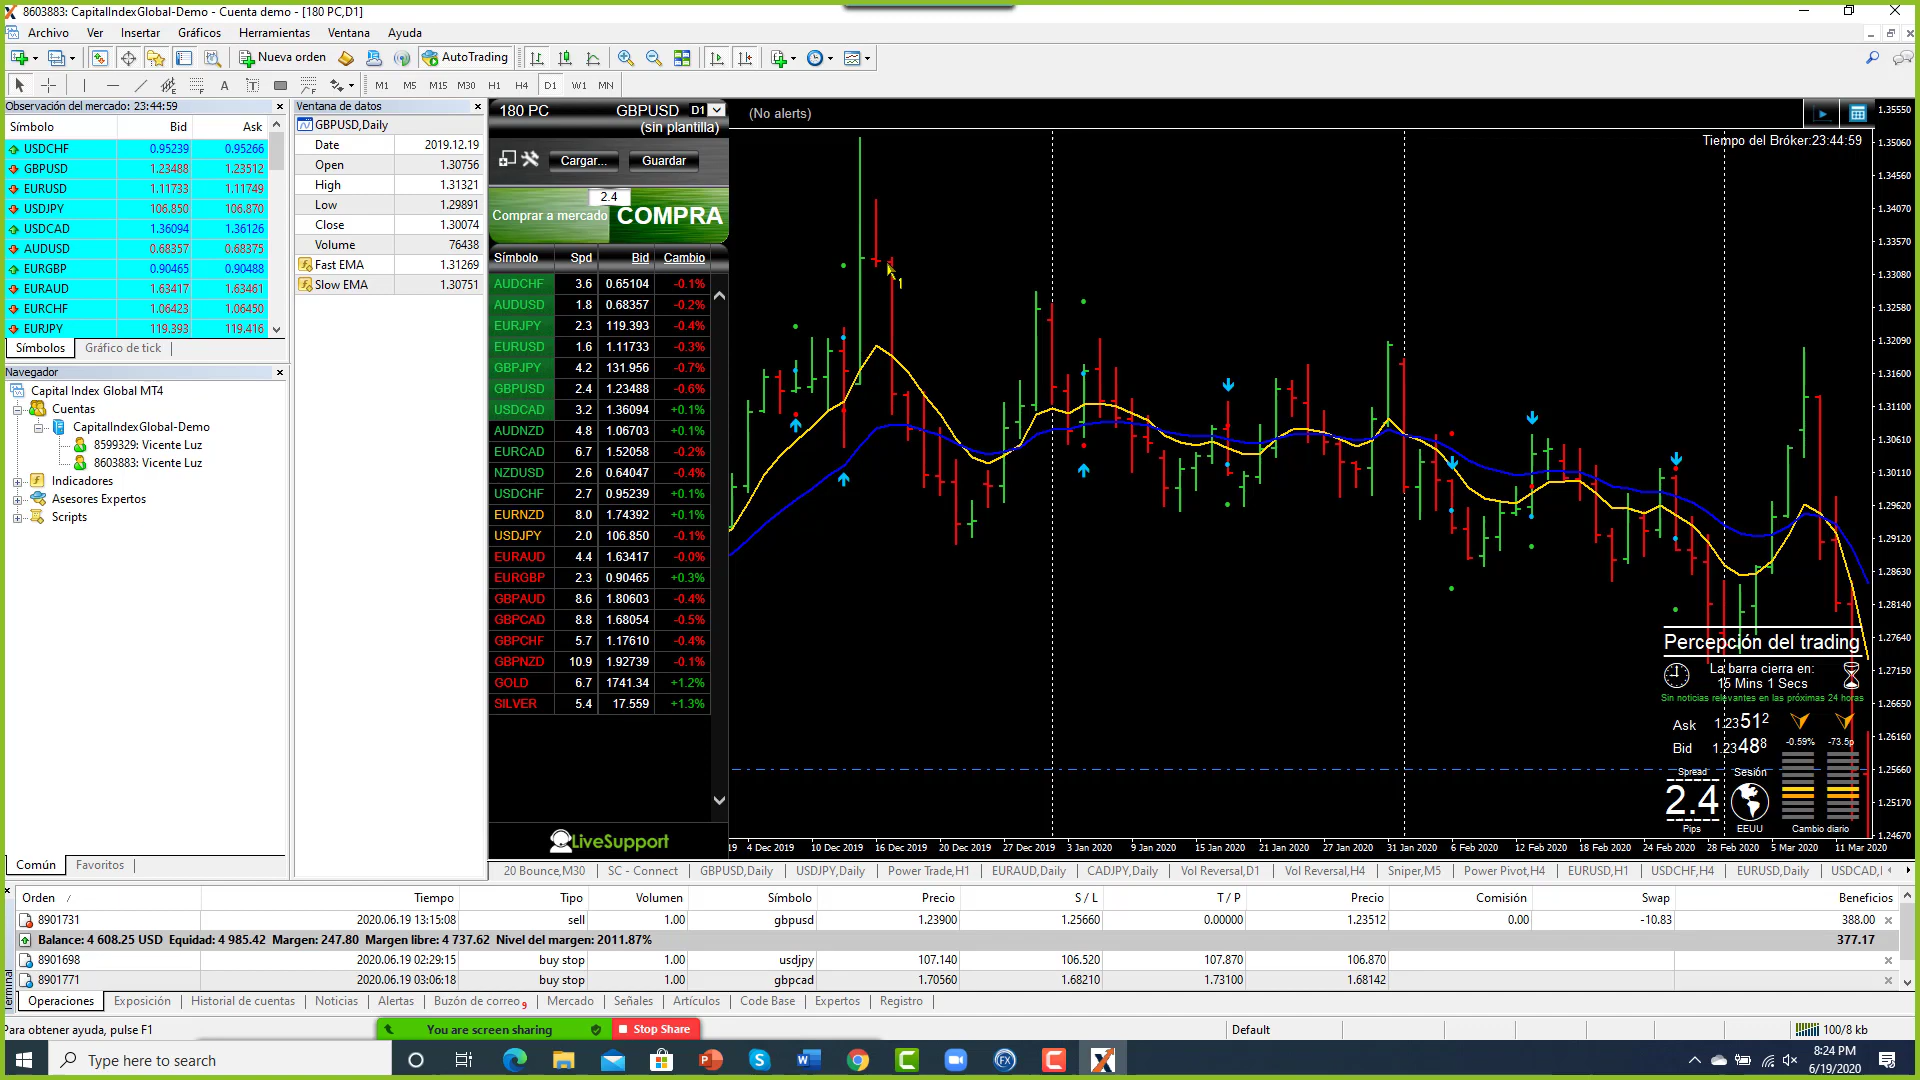 8603883: CapitalIndexGlobal-Demo - Cuenta demo - [180 PC,D1]
Archivo Ver Insertar Gráficos Herramientas Ventana Ayuda
Nueva orden AutoTrading
A T M1 M5 M15 M30 H1 H4 D1 W1 MN
Observación del mercado: 23:44:59
Símbolo Bid Ask
USDCHF 0.95239 0.95266
GBPUSD 1.23488 1.23512
EURUSD 1.11733 1.11749
USDJPY 106.850 106.870
USDCAD 1.36094 1.36126
AUDUSD 0.68357 0.68375
EURGBP 0.90465 0.90488
EURAUD 1.63417 1.63461
EURCHF 1.06423 1.06450
EURJPY 119.393 119.416
Símbolos Gráfico de tick
Navegador
Capital Index Global MT4
Cuentas
CapitalIndexGlobal-Demo
8599329: Vicente Luz
8603883: Vicente Luz
Indicadores
Asesores Expertos
Scripts
Común Favoritos
Ventana de datos
GBPUSD,Daily
Date 2019.12.19
Open 1.30756
High 1.31321
Low 1.29891
Close 1.30074
Volume 76438
Fast EMA 1.31269
Slow EMA 1.30751
180 PC GBPUSD D1
(sin plantilla)
Cargar... Guardar
2.4
Comprar a mercado COMPRA
Símbolo Spd Bid Cambio
AUDCHF 3.6 0.65104 -0.1%
AUDUSD 1.8 0.68357 -0.2%
EURJPY 2.3 119.393 -0.4%
EURUSD 1.6 1.11733 -0.3%
GBPJPY 4.2 131.956 -0.7%
GBPUSD 2.4 1.23488 -0.6%
USDCAD 3.2 1.36094 +0.1%
AUDNZD 4.8 1.06703 +0.1%
EURCAD 6.7 1.52058 -0.2%
NZDUSD 2.6 0.64047 -0.4%
USDCHF 2.7 0.95239 +0.1%
EURNZD 8.0 1.74392 +0.1%
USDJPY 2.0 106.850 -0.1%
EURAUD 4.4 1.63417 -0.0%
EURGBP 2.3 0.90465 +0.3%
GBPAUD 8.6 1.80603 -0.4%
GBPCAD 8.8 1.68054 -0.5%
GBPCHF 5.7 1.17610 -0.4%
GBPNZD 10.9 1.92739 -0.1%
GOLD 6.7 1741.34 +1.2%
SILVER 5.4 17.559 +1.3%
LiveSupport
(No alerts)
Tiempo del Bróker:23:44:59
1
1.35550
1.35060
1.34560
1.34070
1.33570
1.33080
1.32580
1.32090
1.31600
1.31100
1.30610
1.30110
1.29620
1.29120
1.28630
1.28140
1.27640
1.27150
1.26650
1.26160
1.25660
1.25170
1.24670
Percepción del trading
La barra cierra en:
15 Mins 1 Secs
Sin noticias relevantes en las próximas 24 horas
Ask 1.23512
Bid 1.23488
-0.59% -73.5p
Spread Sesión
2.4
Pips EEUU Cambio diario
19 4 Dec 2019 10 Dec 2019 16 Dec 2019 20 Dec 2019 27 Dec 2019 3 Jan 2020 9 Jan 2020 15 Jan 2020 21 Jan 2020 27 Jan 2020 31 Jan 2020 6 Feb 2020 12 Feb 2020 18 Feb 2020 24 Feb 2020 28 Feb 2020 5 Mar 2020 11 Mar 2020
20 Bounce,M30 SC - Connect GBPUSD,Daily USDJPY,Daily Power Trade,H1 EURAUD,Daily CADJPY,Daily Vol Reversal,D1 Vol Reversal,H4 Sniper,M5 Power Pivot,H4 EURUSD,H1 USDCHF,H4 EURUSD,Daily USDCAD,
Orden / Tiempo Tipo Volumen Símbolo Precio S / L T / P Precio Comisión Swap Beneficios
8901731 2020.06.19 13:15:08 sell 1.00 gbpusd 1.23900 1.25660 0.00000 1.23512 0.00 -10.83 388.00
Balance: 4 608.25 USD Equidad: 4 985.42 Margen: 247.80 Margen libre: 4 737.62 Nivel del margen: 2011.87% 377.17
8901698 2020.06.19 02:29:15 buy stop 1.00 usdjpy 107.140 106.520 107.870 106.870
8901771 2020.06.19 03:06:18 buy stop 1.00 gbpcad 1.70560 1.68210 1.73100 1.68142
Terminal
Operaciones Exposición Historial de cuentas Noticias Alertas Buzón de correo 9 Mercado Señales Artículos Code Base Expertos Registro
Para obtener ayuda, pulse F1
You are screen sharing Stop Share
Default 100/8 kb
Type here to search
8:24 PM
6/19/2020